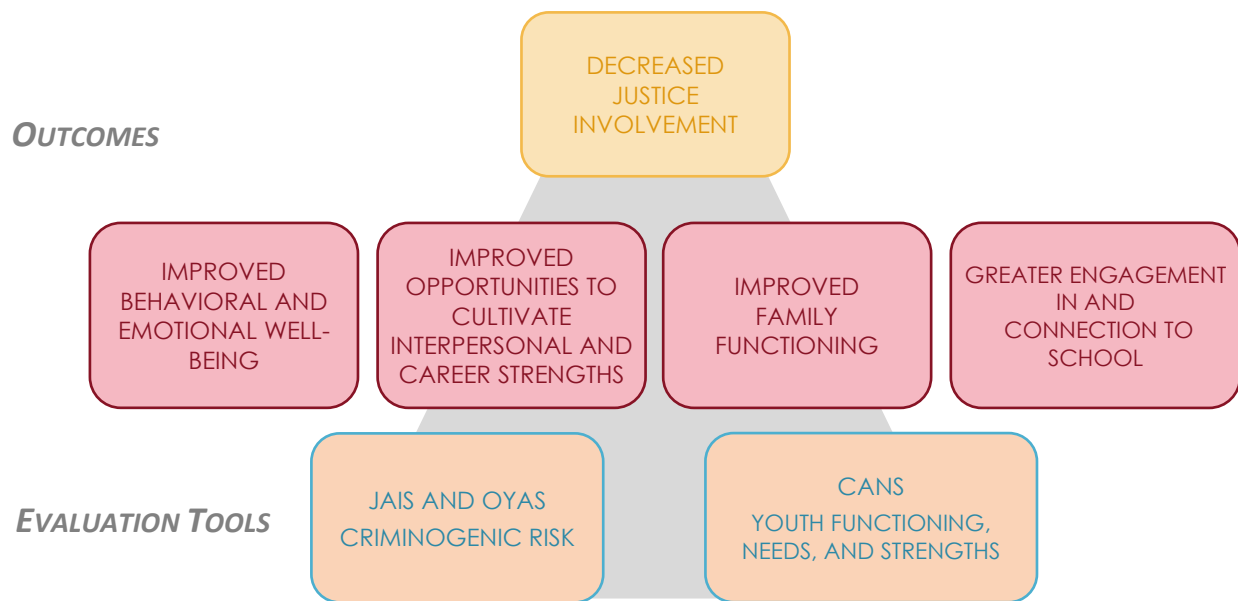 DECREASED
JUSTICE
INVOLVEMENT
OUTCOMES
IMPROVED
BEHAVIORAL AND
EMOTIONAL WELL-
BEING
IMPROVED
OPPORTUNITIES TO
CULTIVATE
INTERPERSONAL AND
CAREER STRENGTHS
IMPROVED
FAMILY
FUNCTIONING
GREATER ENGAGEMENT
IN AND
CONNECTION TO
SCHOOL
EVALUATION TOOLS
JAIS AND OYAS
CRIMINOGENIC RISK
CANS
YOUTH FUNCTIONING,
NEEDS, AND STRENGTHS